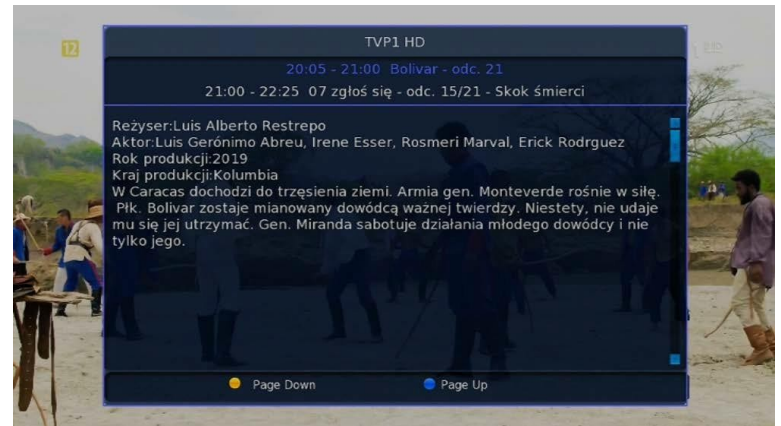 12
TVP1 HD
20:05 - 21:00 Bolivar - odc. 21
21:00 - 22:25 07 zgłoś się - odc. 15/21 - Skok śmierci
Reżyser:Luis Alberto Restrepo
Aktor:Luis Gerónimo Abreu, Irene Esser, Rosmeri Marval, Erick Rodrguez
Rok produkcji:2019
Kraj produkcji:Kolumbia
W Caracas dochodzi do trzęsienia ziemi. Armia gen. Monteverde rośnie w siłę.
Płk. Bolivar zostaje mianowany dowódcą ważnej twierdzy. Niestety, nie udaje
mu się jej utrzymać. Gen. Miranda sabotuje działania młodego dowódcy i nie
tylko jego.
Page Down
Page Up